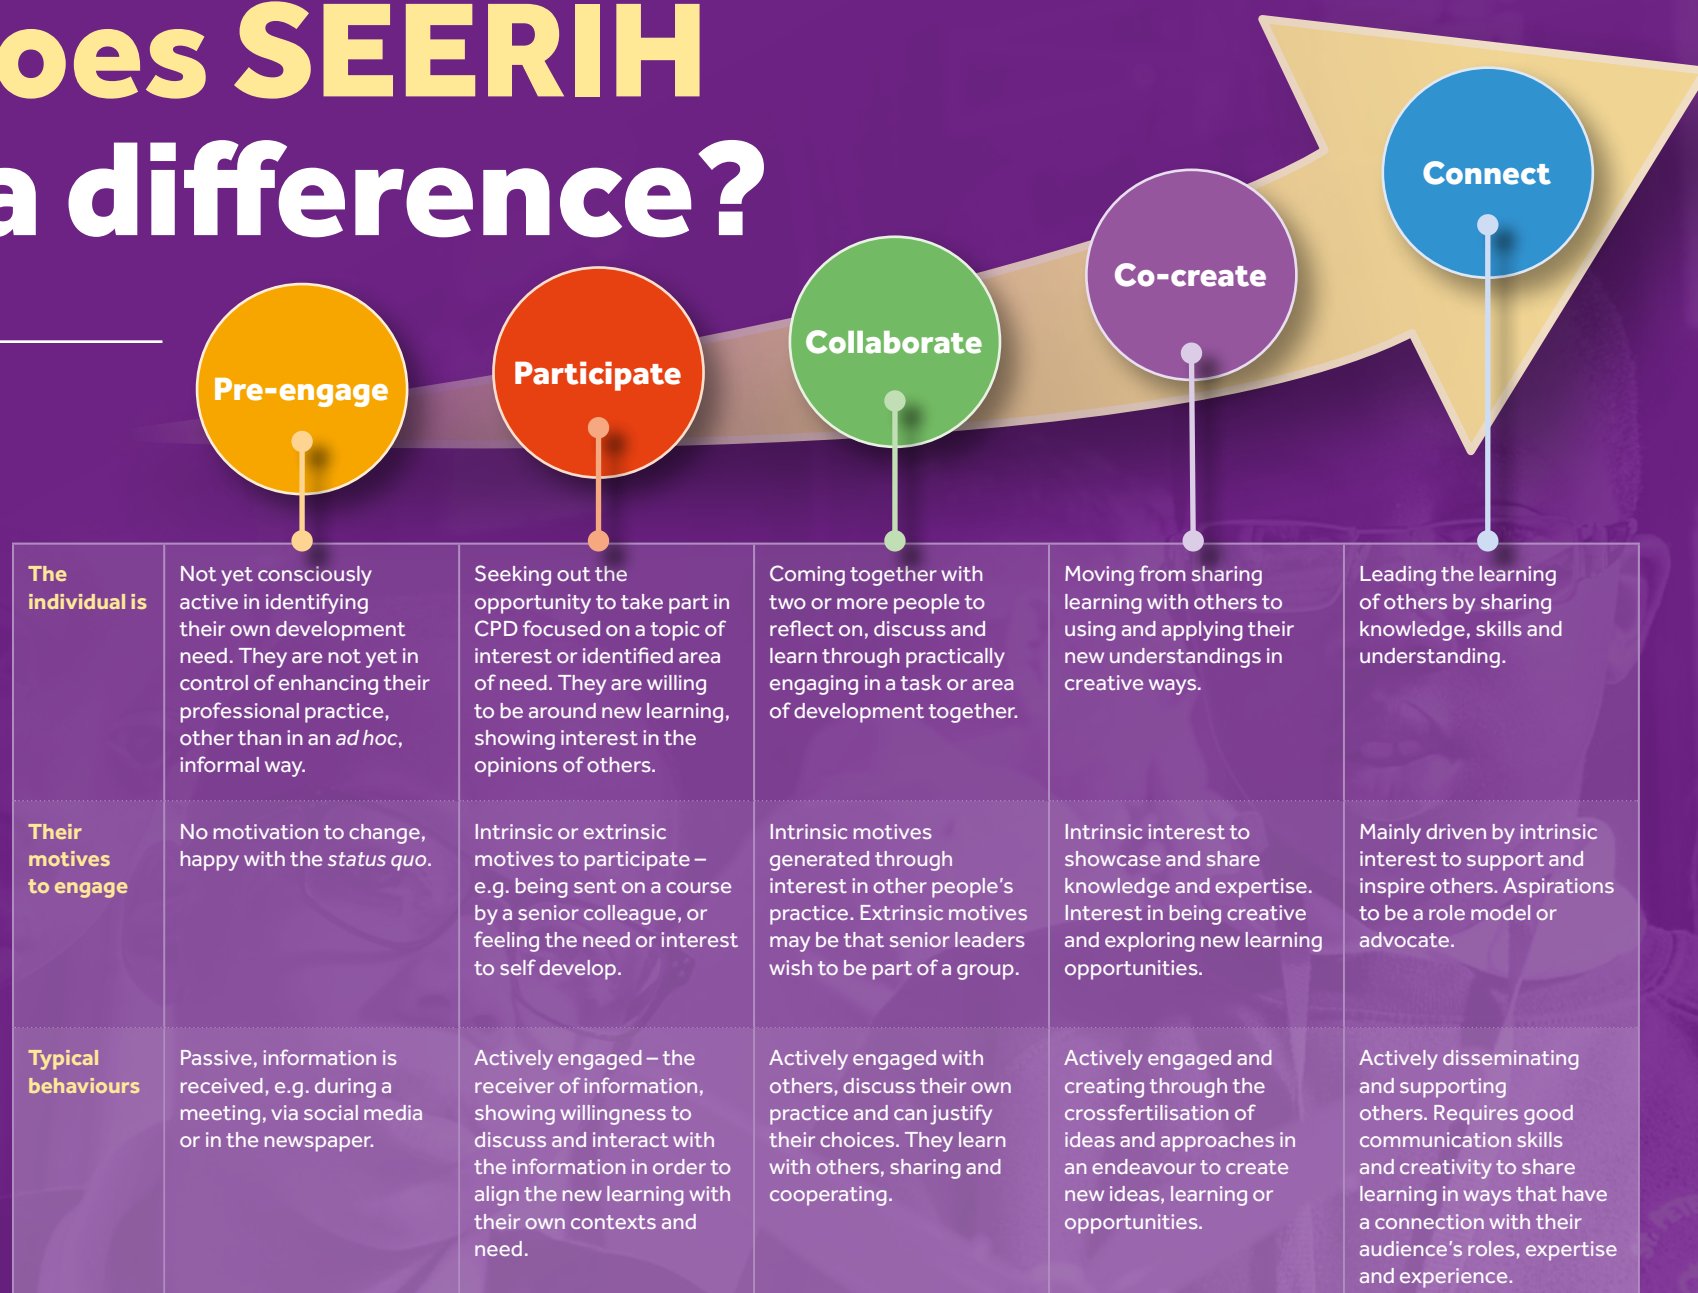 oes SEERIH
a difference?
Connect
Co-create
Collaborate
Participate
Pre-engage
The
individual is
Not yet consciously
active in identifying
their own development
need. They are not yet in
control of enhancing their
professional practice,
other than in an ad hoc,
informal way.
Seeking out the
opportunity to take part in
CPD focused on a topic of
interest or identified area
of need. They are willing
to be around new learning,
showing interest in the
opinions of others.
Coming together with
two or more people to
reflect on, discuss and
learn through practically
engaging in a task or area
of development together.
Moving from sharing
learning with others to
using and applying their
new understandings in
creative ways.
Leading the learning
of others by sharing
knowledge, skills and
understanding.
Their
motives
to engage
No motivation to change,
happy with the status quo.
Intrinsic or extrinsic
motives to participate –
e.g. being sent on a course
by a senior colleague, or
feeling the need or interest
to self develop.
Intrinsic motives
generated through
interest in other people's
practice. Extrinsic motives
may be that senior leaders
wish to be part of a group.
Intrinsic interest to
showcase and share
knowledge and expertise.
Interest in being creative
and exploring new learning
opportunities.
Mainly driven by intrinsic
interest to support and
inspire others. Aspirations
to be a role model or
advocate.
Typical
behaviours
Passive, information is
received, e.g. during a
meeting, via social media
or in the newspaper.
Actively engaged – the
receiver of information,
showing willingness to
discuss and interact with
the information in order to
align the new learning with
their own contexts and
need.
Actively engaged with
others, discuss their own
practice and can justify
their choices. They learn
with others, sharing and
cooperating.
Actively engaged and
creating through the
crossfertilisation of
ideas and approaches in
an endeavour to create
new ideas, learning or
opportunities.
Actively disseminating
and supporting
others. Requires good
communication skills
and creativity to share
learning in ways that have
a connection with their
audience's roles, expertise
and experience.